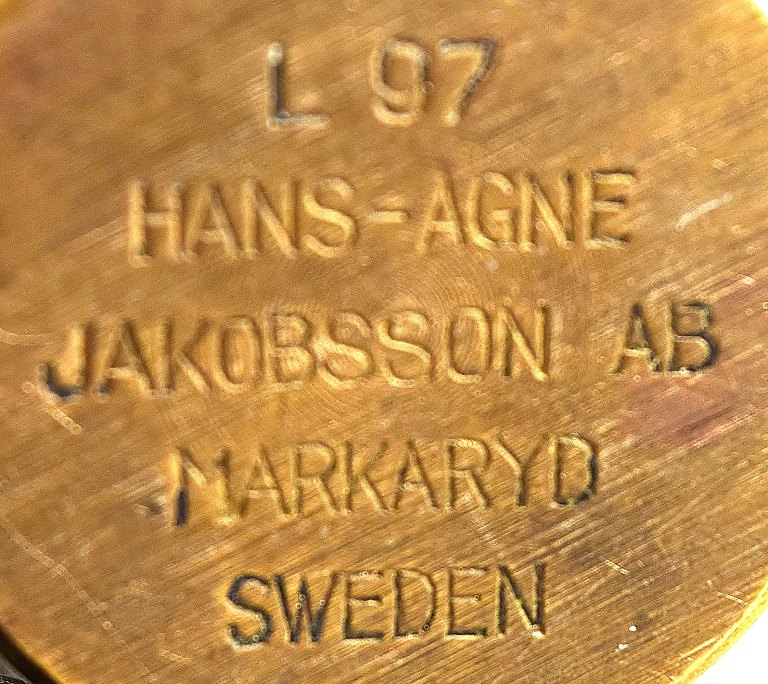 L 97
HANS-AGNE
JAKOBSSON AB
MARKARYD
SWEDEN